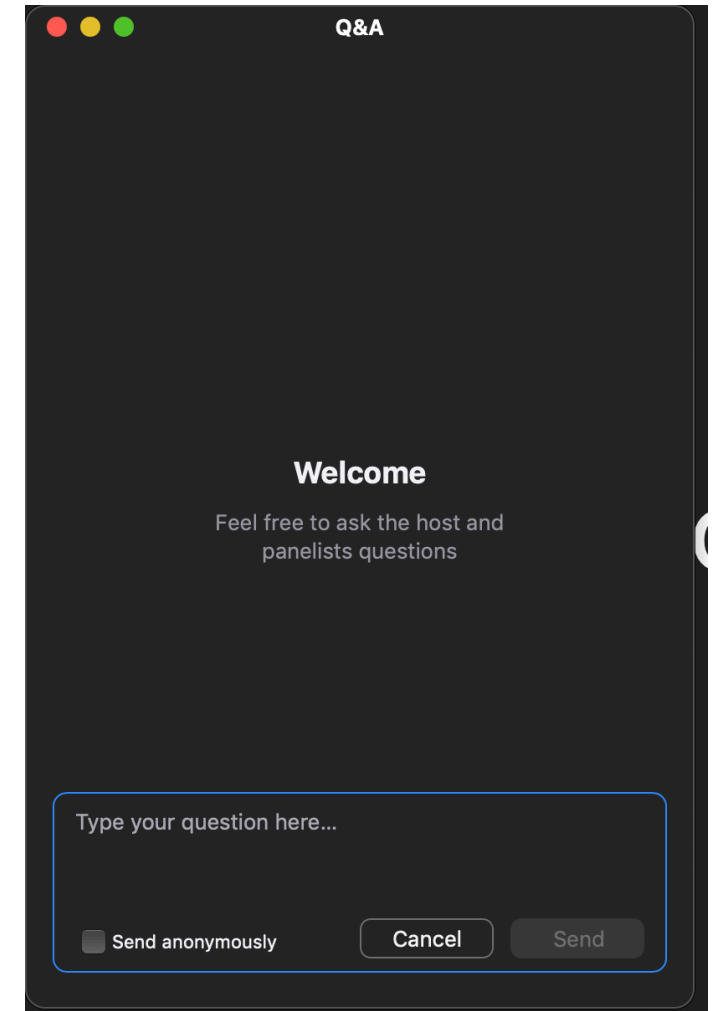 Q&A
Welcome
Feel free to ask the host and
panelists questions
Type your question here...
Send anonymously
Cancel
Send